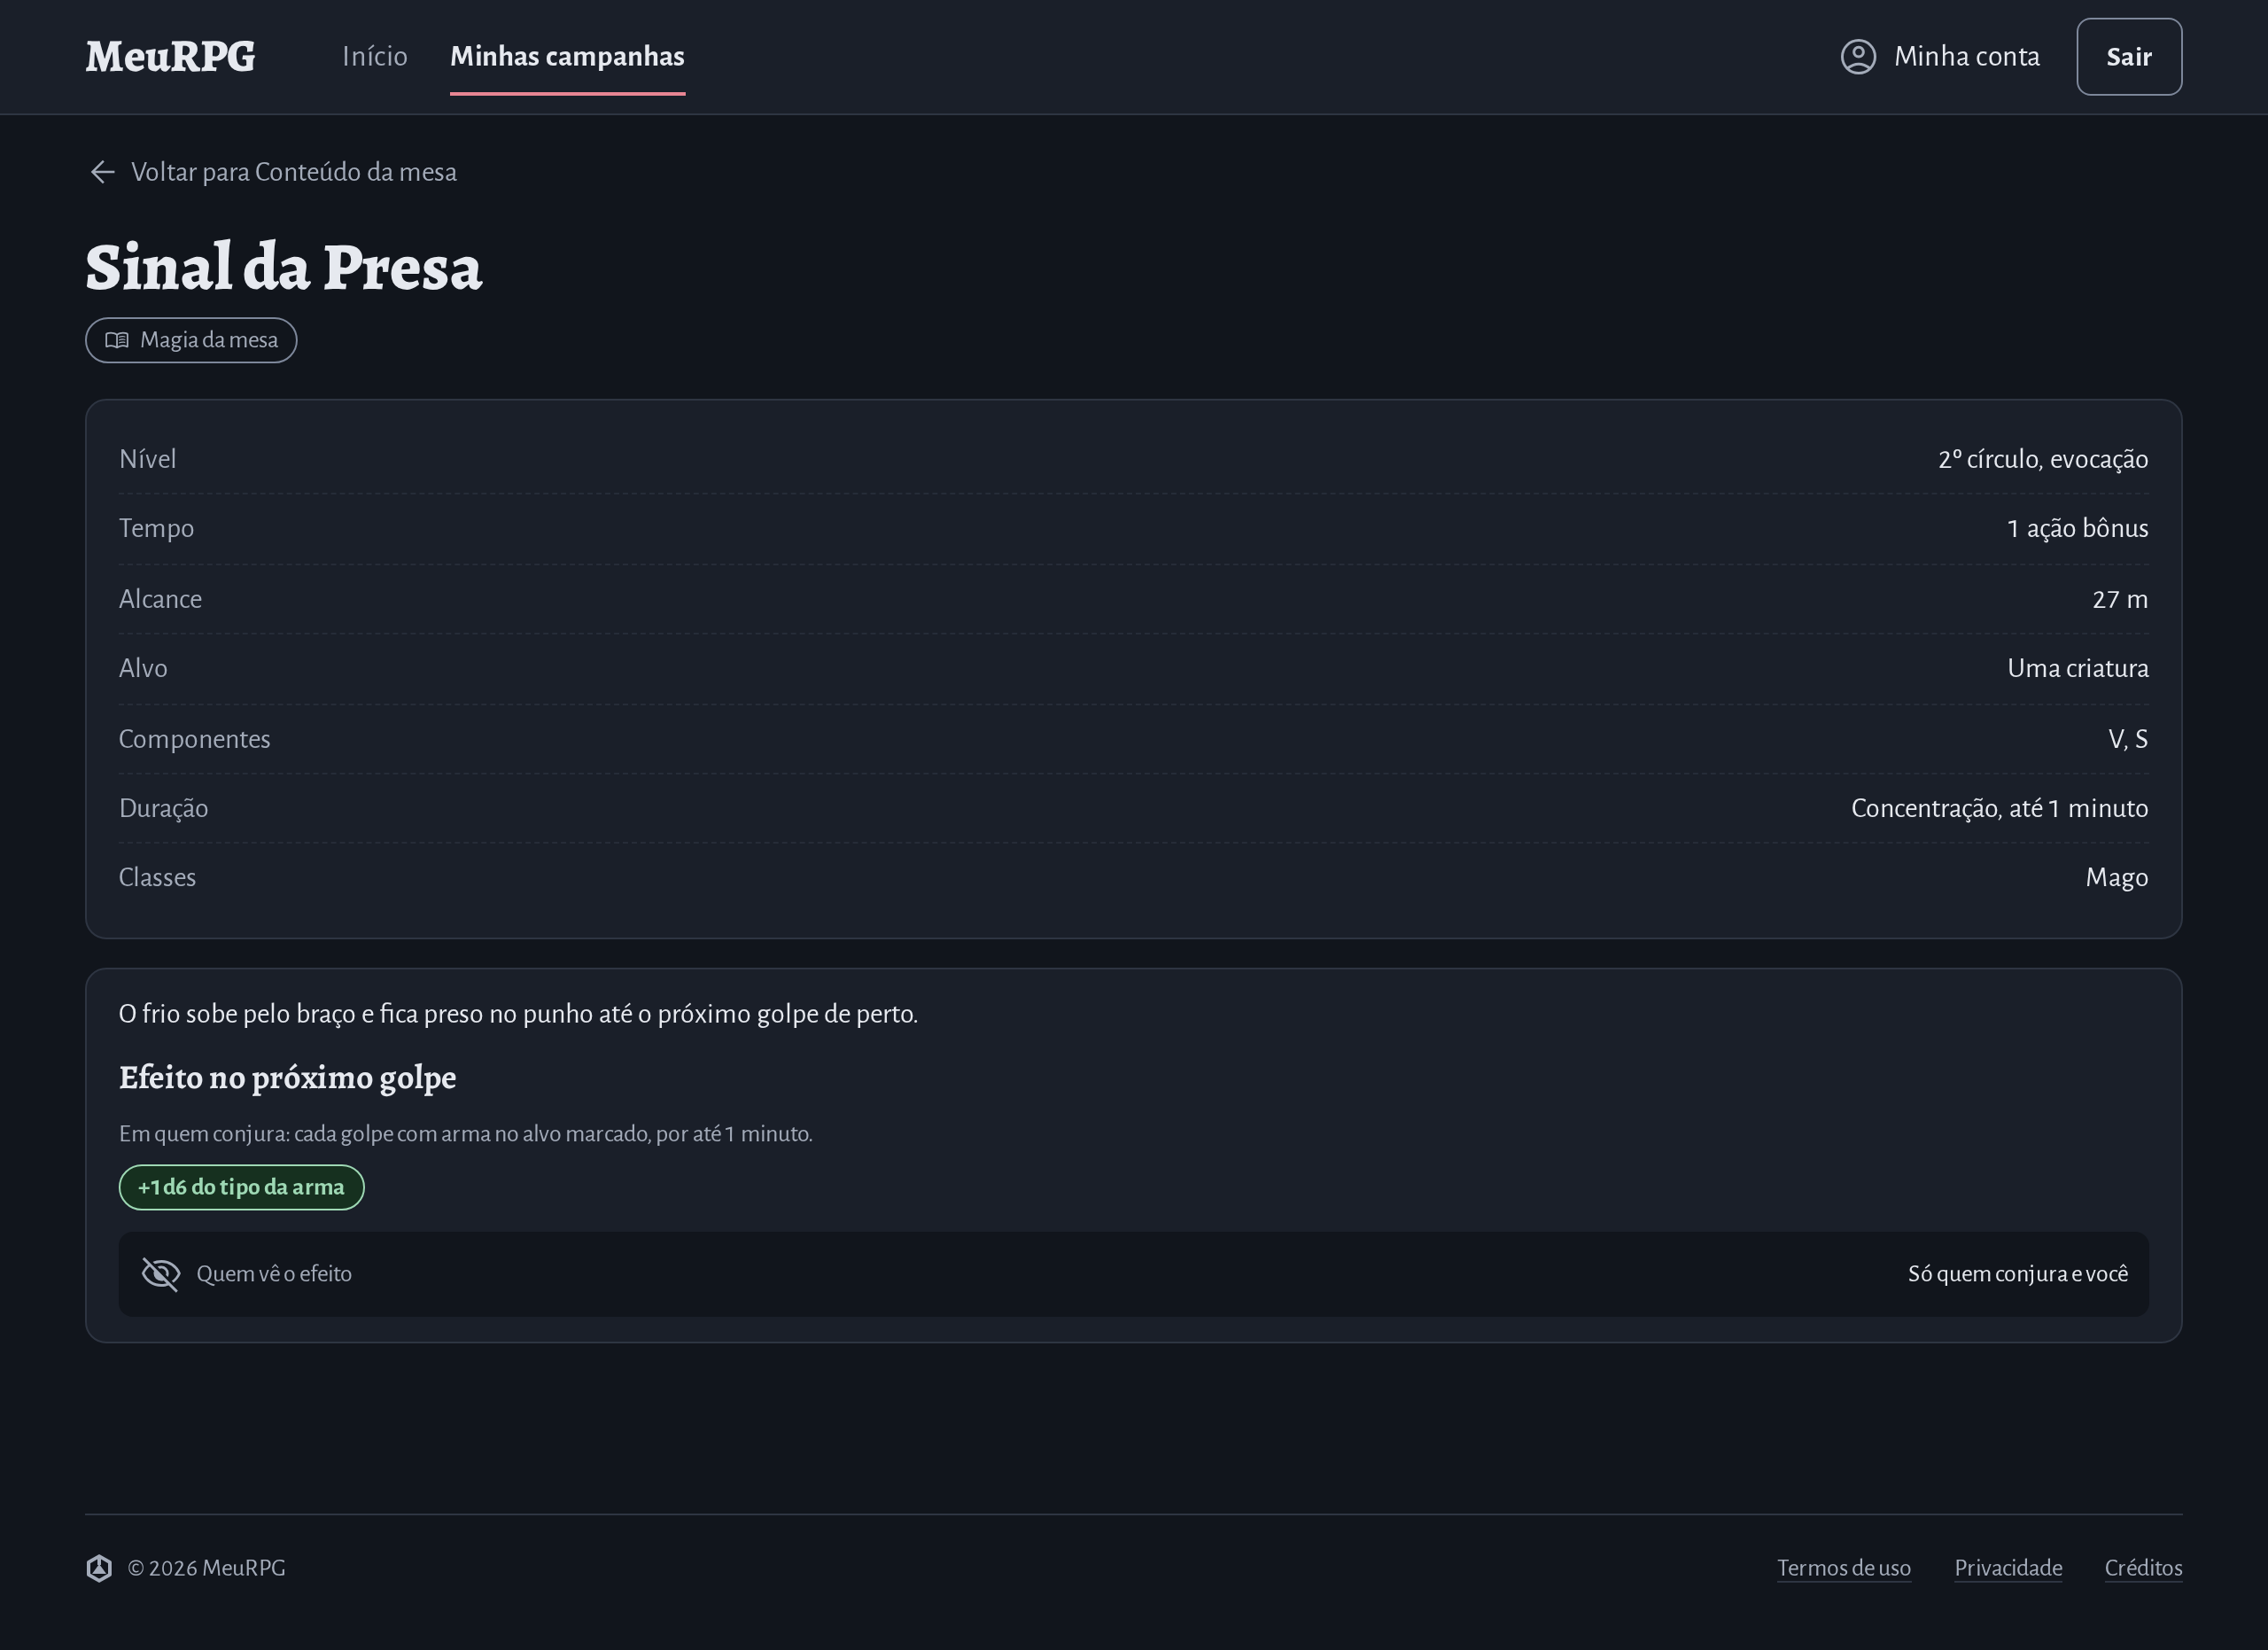 MeuRPG
Início
Minhas campanhas
Minha conta
Sair
Voltar para Conteúdo da mesa
Sinal da Presa
Magia da mesa
Nível
2º círculo, evocação
Tempo
1 ação bônus
Alcance
27 m
Alvo
Uma criatura
Componentes
V, S
Duração
Concentração, até 1 minuto
Classes
Mago
O frio sobe pelo braço e fica preso no punho até o próximo golpe de perto.
Efeito no próximo golpe
Em quem conjura: cada golpe com arma no alvo marcado, por até 1 minuto.
+1d6 do tipo da arma
Quem vê o efeito
Só quem conjura e você
© 2026 MeuRPG
Termos de uso
Privacidade
Créditos